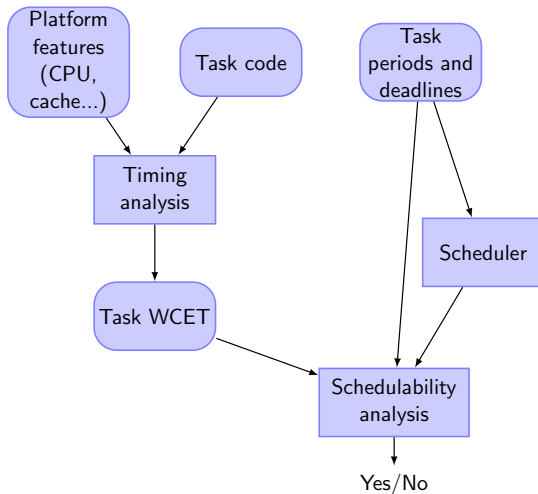 Platform
features
(CPU,
cache...)
Task code
Task
periods and
deadlines
Timing
analysis
Scheduler
Task WCET
Schedulability
analysis
Yes/No